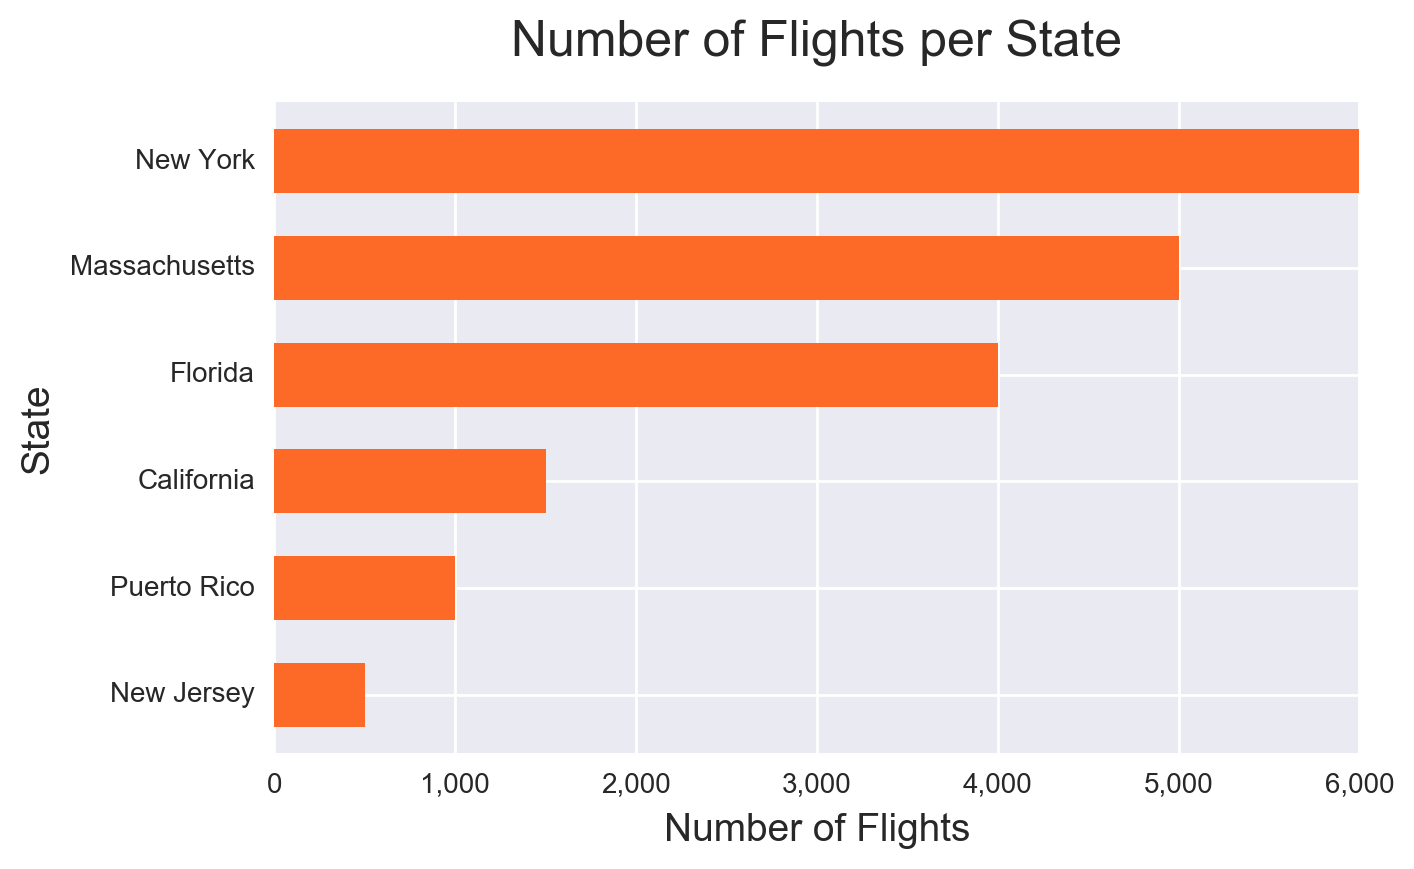 Number of Flights per State
New York
Massachusetts
Florida
California
Puerto Rico
New Jersey
State
0 1,000 2,000 3,000 4,000 5,000 6,000
Number of Flights